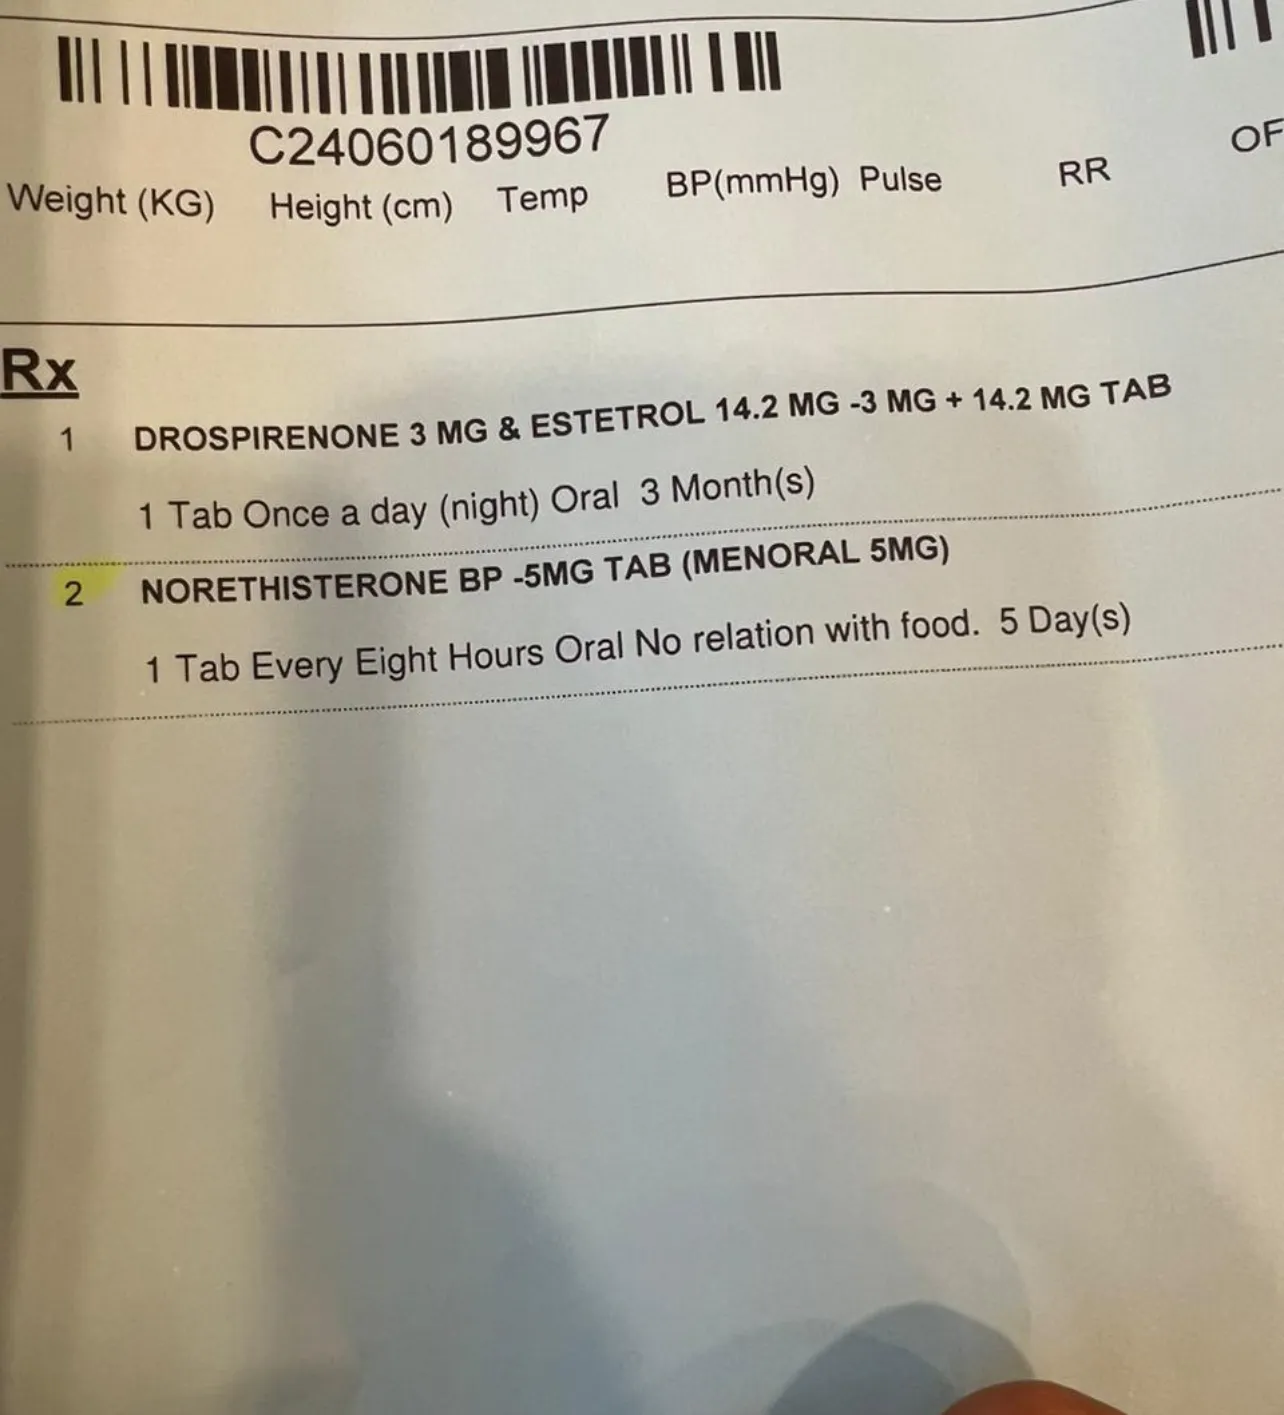 C24060189967
Weight (KG) Height (cm) Temp BP(mmHg) Pulse RR
Rx
1 DROSPIRENONE 3 MG & ESTETROL 14.2 MG -3 MG + 14.2 MG TAB
1 Tab Once a day (night) Oral 3 Month(s)
2 NORETHISTERONE BP -5MG TAB (MENORAL 5MG)
1 Tab Every Eight Hours Oral No relation with food. 5 Day(s)